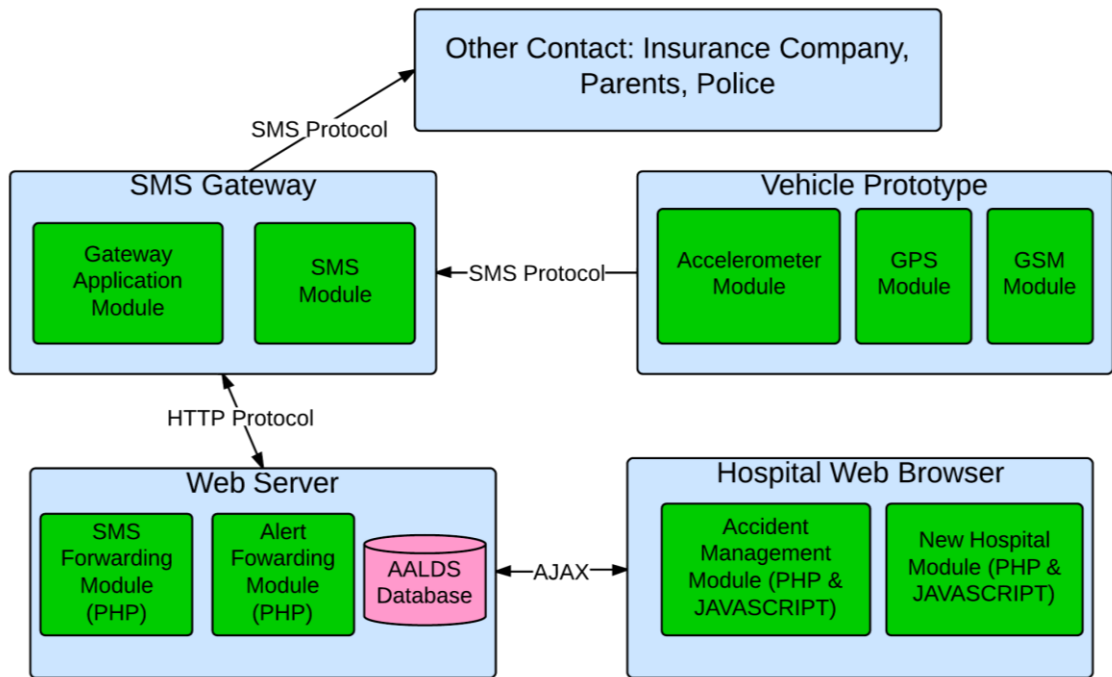 Other Contact: Insurance Company,
Parents, Police
SMS Protocol
SMS Gateway
Gateway
Application
Module
SMS
Module
SMS Protocol
Vehicle Prototype
Accelerometer
Module
GPS
Module
GSM
Module
HTTP Protocol
Web Server
SMS
Forwarding
Module
(PHP)
Alert
Fowarding
Module
(PHP)
AALDS
Database
AJAX
Hospital Web Browser
Accident
Management
Module (PHP &
JAVASCRIPT)
New Hospital
Module (PHP &
JAVASCRIPT)